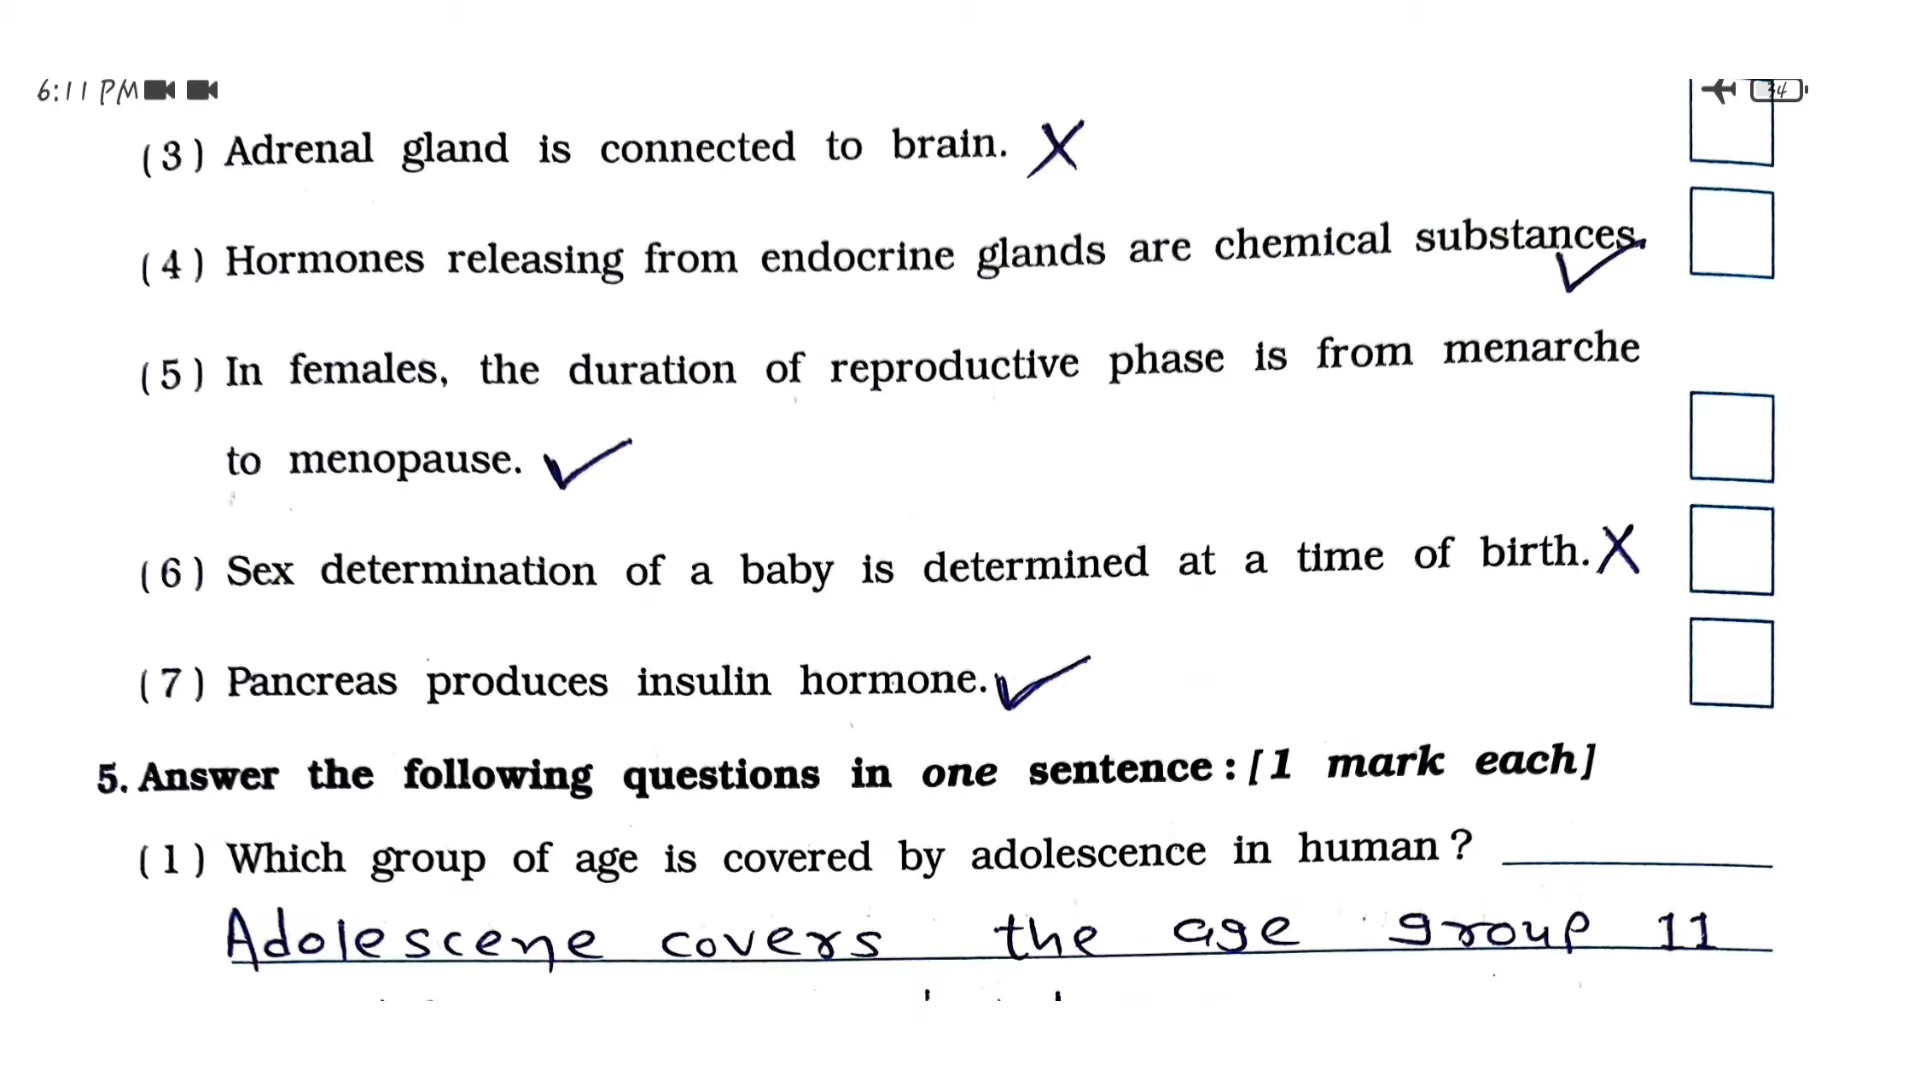 6:11 PM 34
(3) Adrenal gland is connected to brain. X
(4) Hormones releasing from endocrine glands are chemical substances. ✓
(5) In females, the duration of reproductive phase is from menarche
to menopause. ✓
(6) Sex determination of a baby is determined at a time of birth. X
(7) Pancreas produces insulin hormone. ✓
5. Answer the following questions in one sentence : [1 mark each]
(1) Which group of age is covered by adolescence in human ?
Adolescene covers the age group 11